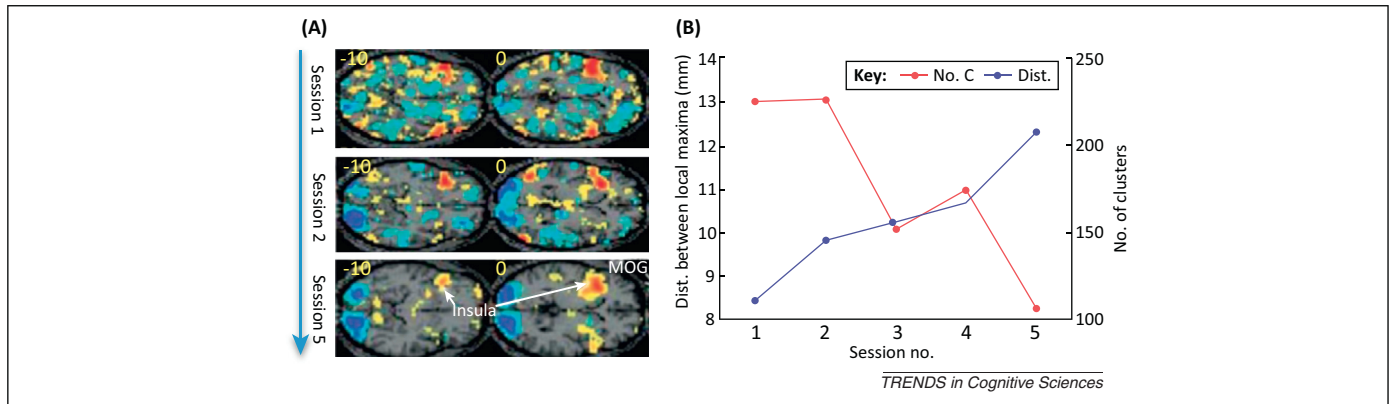 (A)
Session 1
-10
0
Session 2
-10
0
Session 5
-10
0
MOG
Insula
(B)
Dist. between local maxima (mm)
14
13
12
11
10
9
8
Key: No. C Dist.
250
200
150
100
No. of clusters
1 2 3 4 5
Session no.
TRENDS in Cognitive Sciences